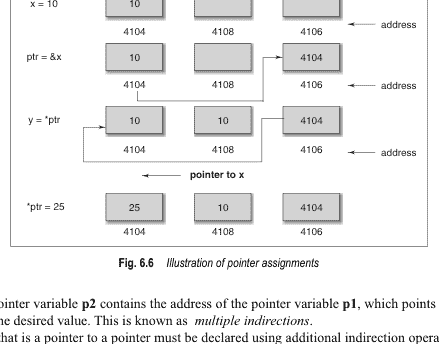 x = 10
10
4104 4108 4106
address
ptr = &x
10
4104
4104 4108 4106
address
y = *ptr
10 10 4104
4104 4108 4106
address
pointer to x
*ptr = 25
25 10 4104
4104 4108 4106
Fig. 6.6 Illustration of pointer assignments
ointer variable p2 contains the address of the pointer variable p1, which points
ne desired value. This is known as multiple indirections.
that is a pointer to a pointer must be declared using additional indirection opera